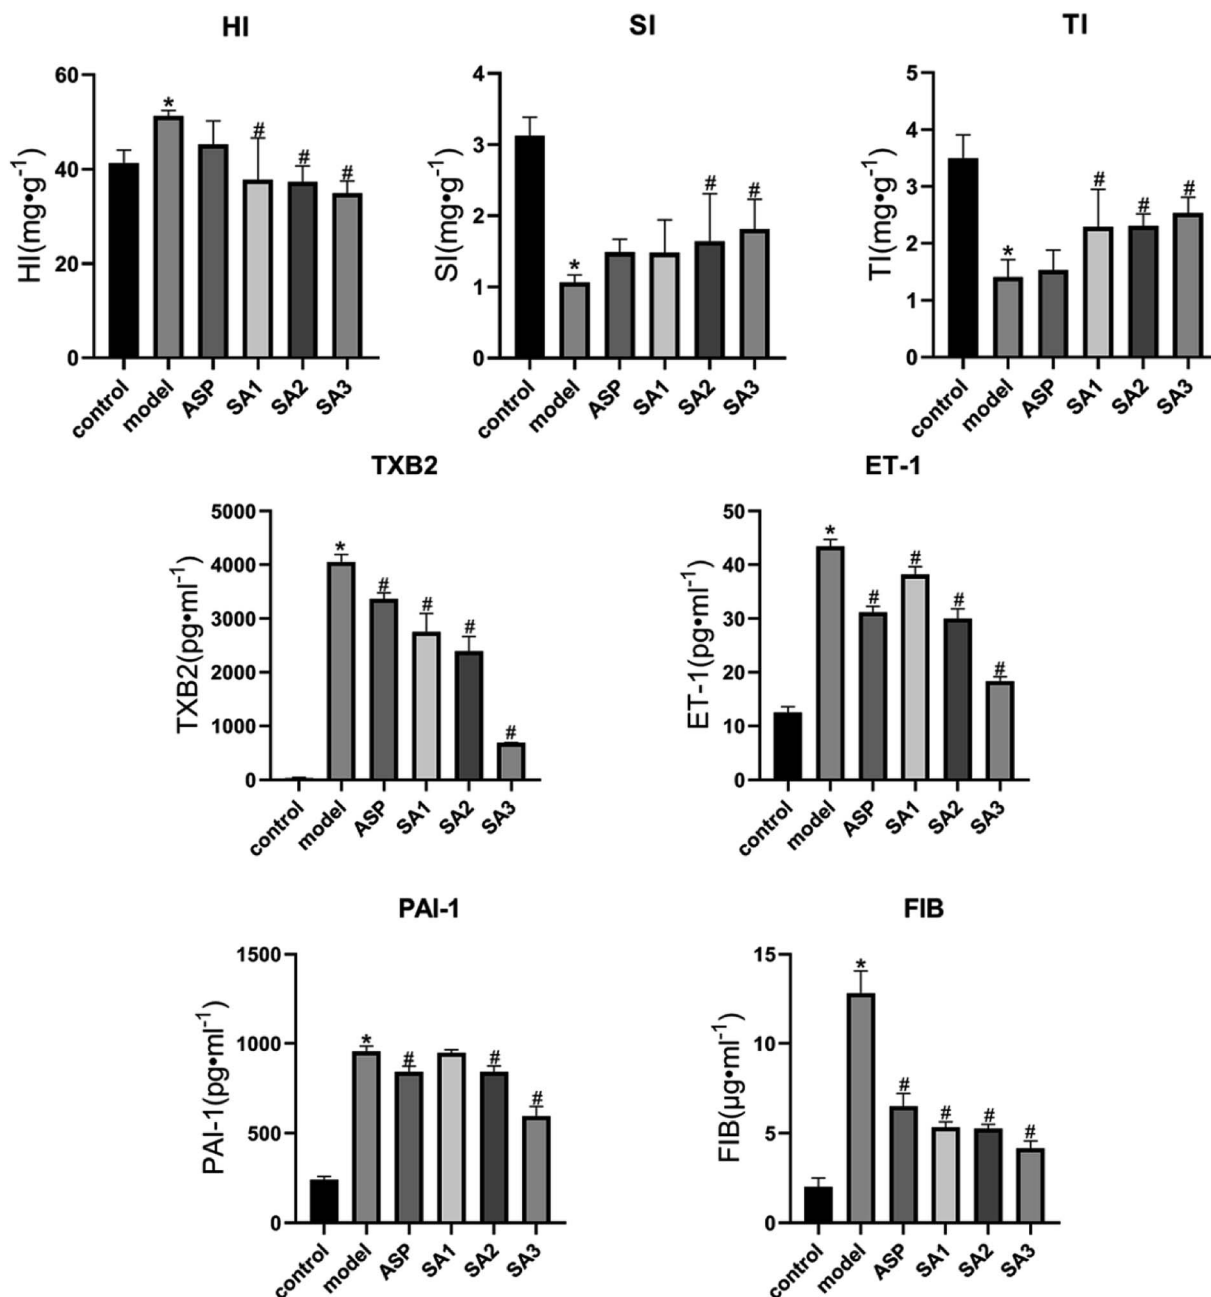 HI
SI
TI
HI(mg•g⁻¹)
60
40
20
0
*
#
#
#
control
model
ASP
SA1
SA2
SA3
SI(mg•g⁻¹)
4
3
2
1
0
*
#
#
control
model
ASP
SA1
SA2
SA3
TI(mg•g⁻¹)
5
4
3
2
1
0
*
#
#
#
control
model
ASP
SA1
SA2
SA3
TXB2
ET-1
TXB2(pg•ml⁻¹)
5000
4000
3000
2000
1000
0
*
#
#
#
#
control
model
ASP
SA1
SA2
SA3
ET-1(pg•ml⁻¹)
50
40
30
20
10
0
*
#
#
#
#
control
model
ASP
SA1
SA2
SA3
PAI-1
FIB
PAI-1(pg•ml⁻¹)
1500
1000
500
0
*
#
#
#
control
model
ASP
SA1
SA2
SA3
FIB(µg•ml⁻¹)
15
10
5
0
*
#
#
#
#
control
model
ASP
SA1
SA2
SA3